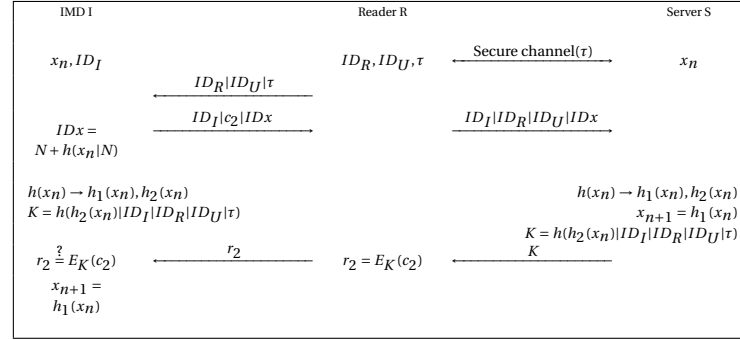 IMD I Reader R Server S
x_n, ID_I ID_R, ID_U, τ Secure channel(τ) x_n
ID_R|ID_U|τ
ID_I|c_2|IDx ID_I|ID_R|ID_U|IDx
IDx =
N + h(x_n|N)
h(x_n) → h_1(x_n), h_2(x_n) h(x_n) → h_1(x_n), h_2(x_n)
K = h(h_2(x_n)|ID_I|ID_R|ID_U|τ) x_{n+1} = h_1(x_n)
K = h(h_2(x_n)|ID_I|ID_R|ID_U|τ)
r_2 ≟ E_K(c_2) r_2 r_2 = E_K(c_2) K
x_{n+1} =
h_1(x_n)